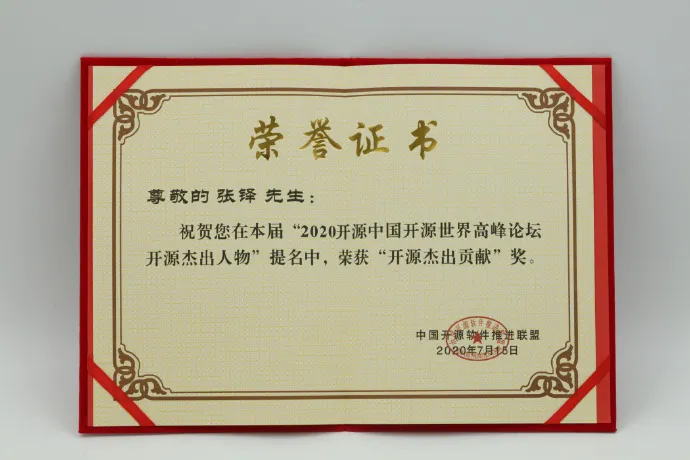 荣誉证书
尊敬的 张铎 先生：
祝贺您在本届“2020开源中国开源世界高峰论坛
开源杰出人物”提名中，荣获“开源杰出贡献”奖。
中国开源软件推进联盟
2020年7月15日